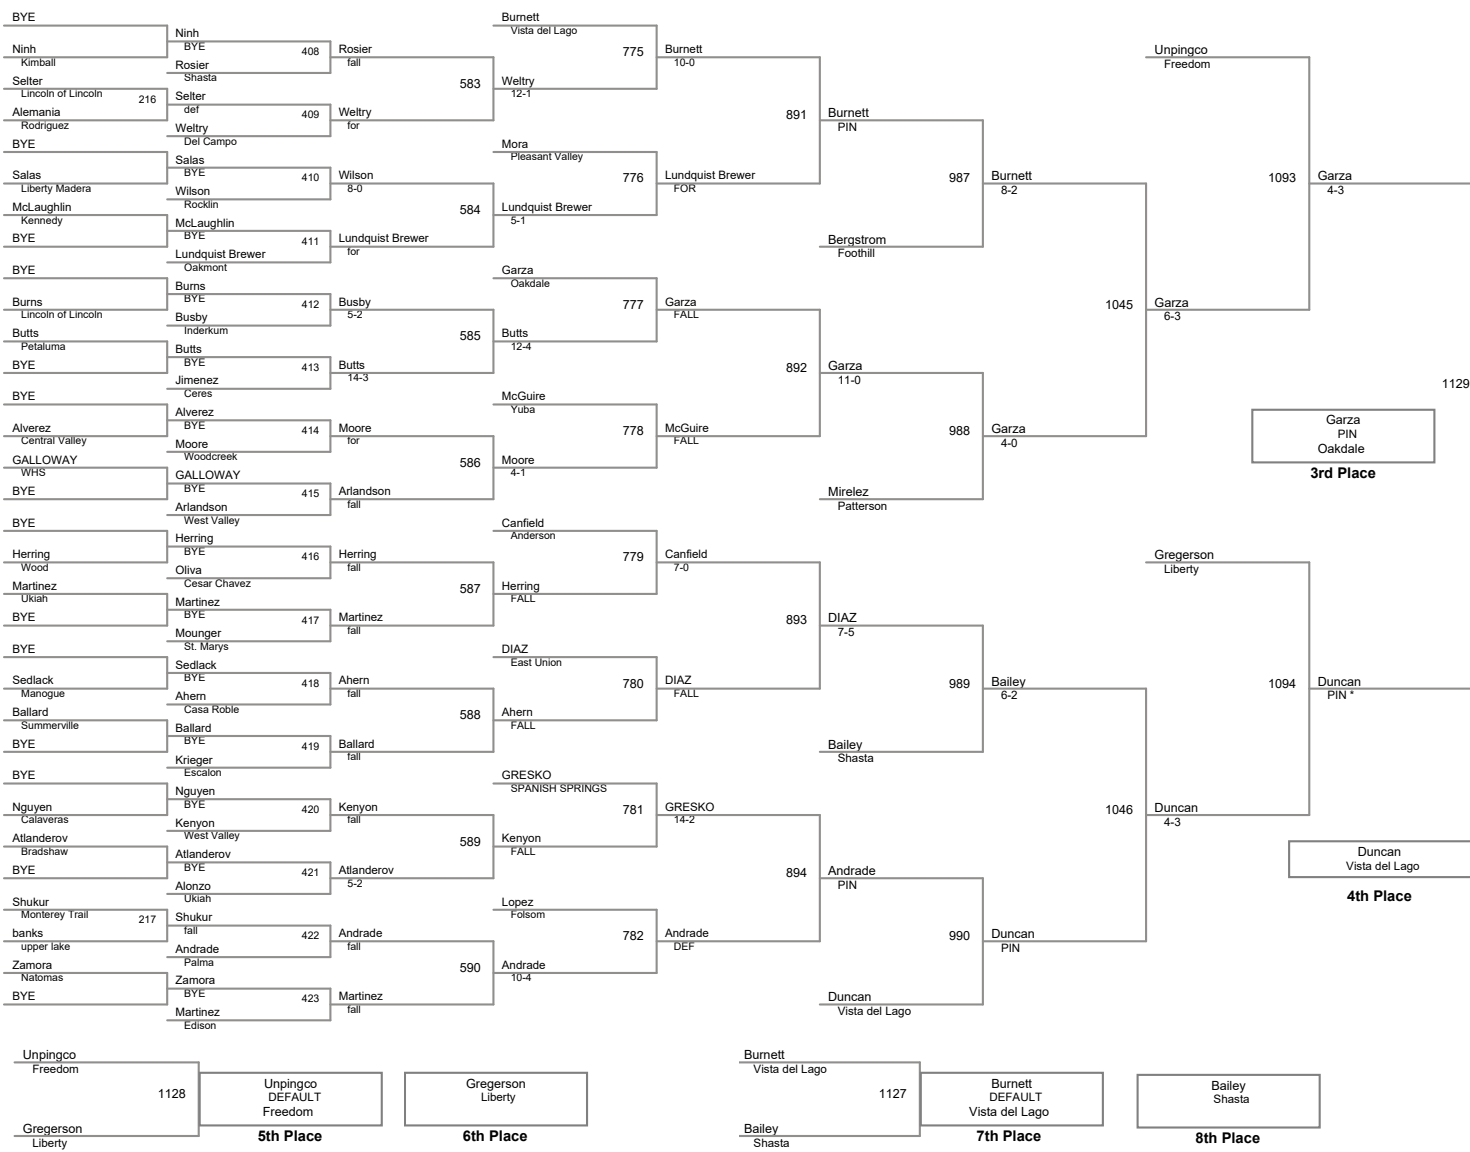 BYE
Ninh
Kimball
Selter
Lincoln of Lincoln
216
Alemania
Rodriguez
BYE
Salas
Liberty Madera
McLaughlin
Kennedy
BYE
BYE
Burns
Lincoln of Lincoln
Butts
Petaluma
BYE
BYE
Alverez
Central Valley
GALLOWAY
WHS
BYE
BYE
Herring
Wood
Martinez
Ukiah
BYE
BYE
Sedlack
Manogue
Ballard
Summerville
BYE
BYE
Nguyen
Calaveras
Atlanderov
Bradshaw
BYE
Shukur
Monterey Trail
217
banks
upper lake
Zamora
Natomas
BYE
Ninh
BYE
408
Rosier
Shasta
Selter
def
409
Weltry
Del Campo
Salas
BYE
410
Wilson
Rocklin
McLaughlin
BYE
411
Lundquist Brewer
Oakmont
Burns
BYE
412
Busby
Inderkum
Butts
BYE
413
Jimenez
Ceres
Alverez
BYE
414
Moore
Woodcreek
GALLOWAY
BYE
415
Arlandson
West Valley
Herring
BYE
416
Oliva
Cesar Chavez
Martinez
BYE
417
Mounger
St. Marys
Sedlack
BYE
418
Ahern
Casa Roble
Ballard
BYE
419
Krieger
Escalon
Nguyen
BYE
420
Kenyon
West Valley
Atlanderov
BYE
421
Alonzo
Ukiah
Shukur
fall
422
Andrade
Palma
Zamora
BYE
423
Martinez
Edison
Rosier
fall
583
Weltry
for
Wilson
8-0
584
Lundquist Brewer
for
Busby
5-2
585
Butts
14-3
Moore
for
586
Arlandson
fall
Herring
fall
587
Martinez
fall
Ahern
fall
588
Ballard
fall
Kenyon
fall
589
Atlanderov
5-2
Andrade
fall
590
Martinez
fall
Burnett
Vista del Lago
775
Weltry
12-1
Mora
Pleasant Valley
776
Lundquist Brewer
5-1
Garza
Oakdale
777
Butts
12-4
McGuire
Yuba
778
Moore
4-1
Canfield
Anderson
779
Herring
FALL
DIAZ
East Union
780
Ahern
FALL
GRESKO
SPANISH SPRINGS
781
Kenyon
FALL
Lopez
Folsom
782
Andrade
10-4
Burnett
10-0
891
Lundquist Brewer
FOR
Garza
FALL
892
McGuire
FALL
Canfield
7-0
893
DIAZ
FALL
GRESKO
14-2
894
Andrade
DEF
Burnett
PIN
987
Bergstrom
Foothill
Garza
11-0
988
Mirelez
Patterson
DIAZ
7-5
989
Bailey
Shasta
Andrade
PIN
990
Duncan
Vista del Lago
Burnett
8-2
1045
Garza
4-0
Bailey
6-2
1046
Duncan
PIN
Unpingco
Freedom
1093
Garza
6-3
Gregerson
Liberty
1094
Duncan
4-3
Garza
4-3
1129
Duncan
PIN *
Garza
PIN
Oakdale
3rd Place
Duncan
Vista del Lago
4th Place
Unpingco
Freedom
1128
Gregerson
Liberty
Unpingco
DEFAULT
Freedom
5th Place
Gregerson
Liberty
6th Place
Burnett
Vista del Lago
1127
Bailey
Shasta
Burnett
DEFAULT
Vista del Lago
7th Place
Bailey
Shasta
8th Place